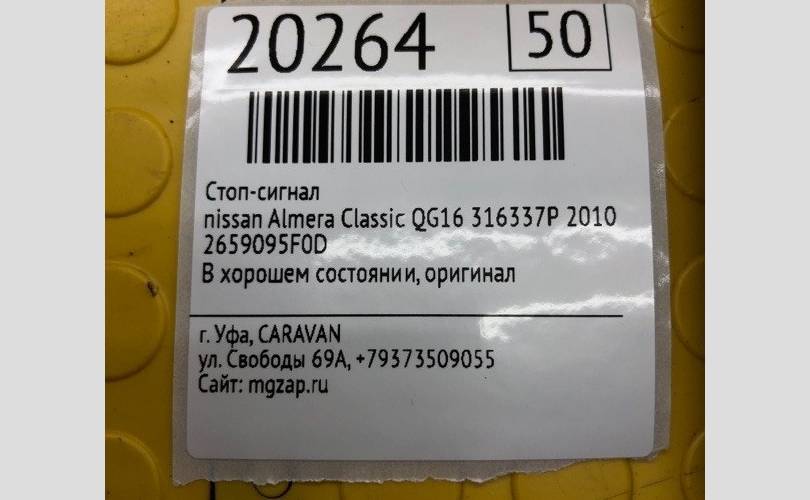 20264 50
Стоп-сигнал
nissan Almera Classic QG16 316337P 2010
2659095F0D
В хорошем состоянии, оригинал
г. Уфа, CARAVAN
ул. Свободы 69А, +79373509055
Сайт: mgzap.ru